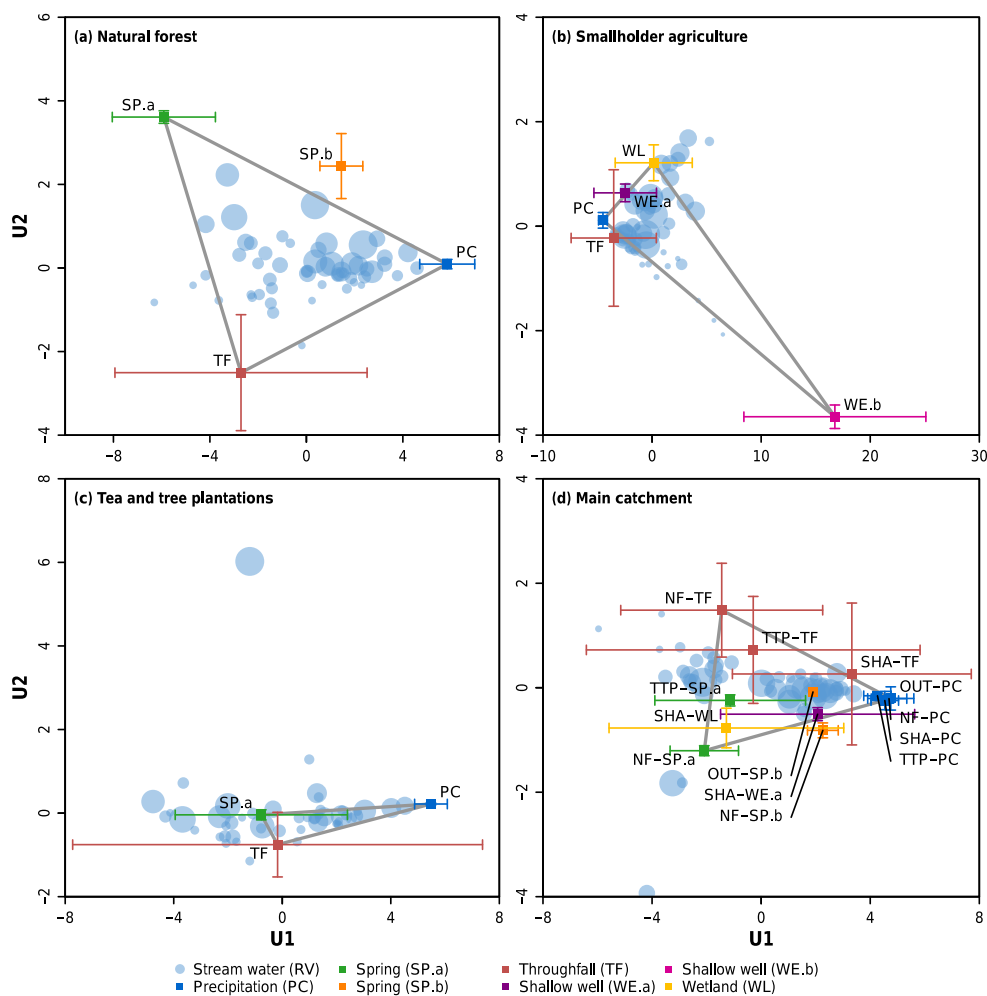 (a) Natural forest
6
4
2
0
−2
−4
U2
−8
−4
0
4
8
SP.a
SP.b
PC
TF
(b) Smallholder agriculture
4
2
0
−2
−4
−10
0
10
20
30
WL
WE.a
PC
TF
WE.b
(c) Tea and tree plantations
8
6
4
2
0
−2
U2
−8
−4
0
4
8
U1
SP.a
PC
TF
(d) Main catchment
4
2
0
−2
−4
−8
−4
0
4
8
U1
NF−TF
TTP−TF
SHA−TF
TTP−SP.a
OUT−PC
SHA−WL
NF−PC
SHA−PC
NF−SP.a
TTP−PC
OUT−SP.b
SHA−WE.a
NF−SP.b
Stream water (RV) Spring (SP.a) Throughfall (TF) Shallow well (WE.b)
Precipitation (PC) Spring (SP.b) Shallow well (WE.a) Wetland (WL)